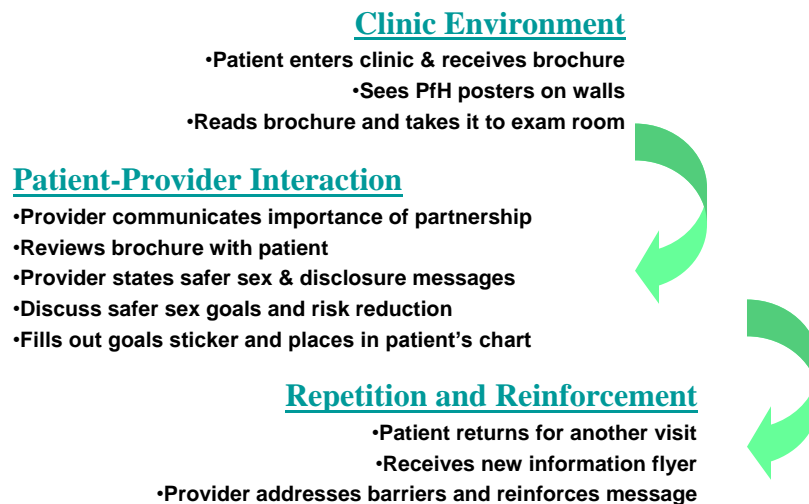 Clinic Environment
•Patient enters clinic & receives brochure
•Sees PfH posters on walls
•Reads brochure and takes it to exam room
Patient-Provider Interaction
•Provider communicates importance of partnership
•Reviews brochure with patient
•Provider states safer sex & disclosure messages
•Discuss safer sex goals and risk reduction
•Fills out goals sticker and places in patient's chart
Repetition and Reinforcement
•Patient returns for another visit
•Receives new information flyer
•Provider addresses barriers and reinforces message